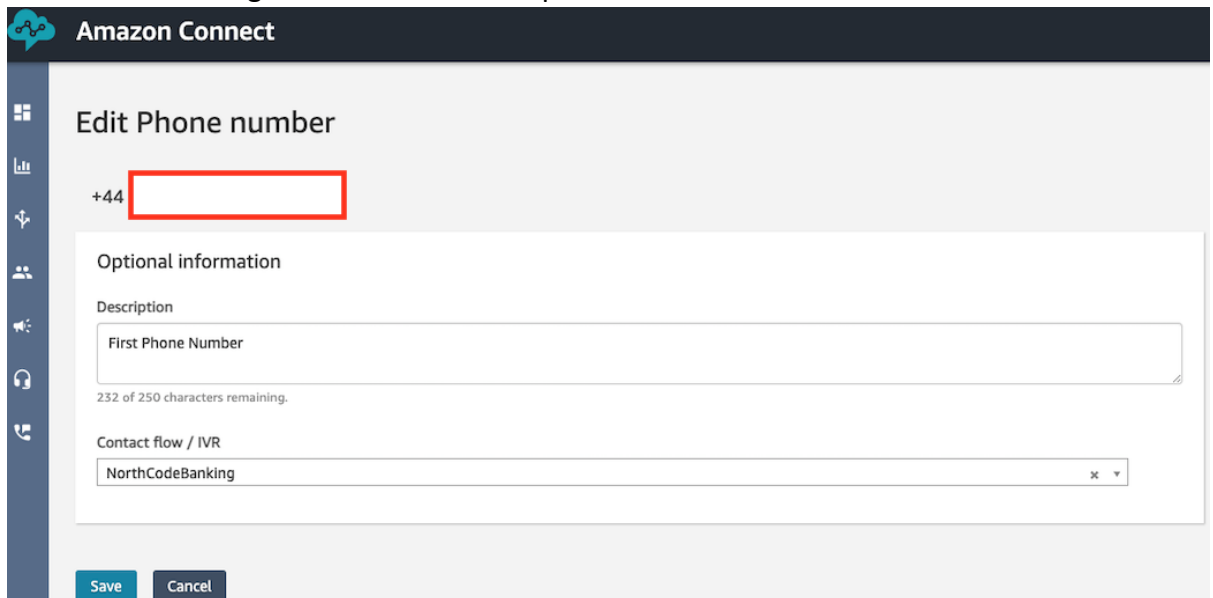 Amazon Connect
Edit Phone number
+44
Optional information
Description
First Phone Number
232 of 250 characters remaining.
Contact flow / IVR
NorthCodeBanking
Save Cancel